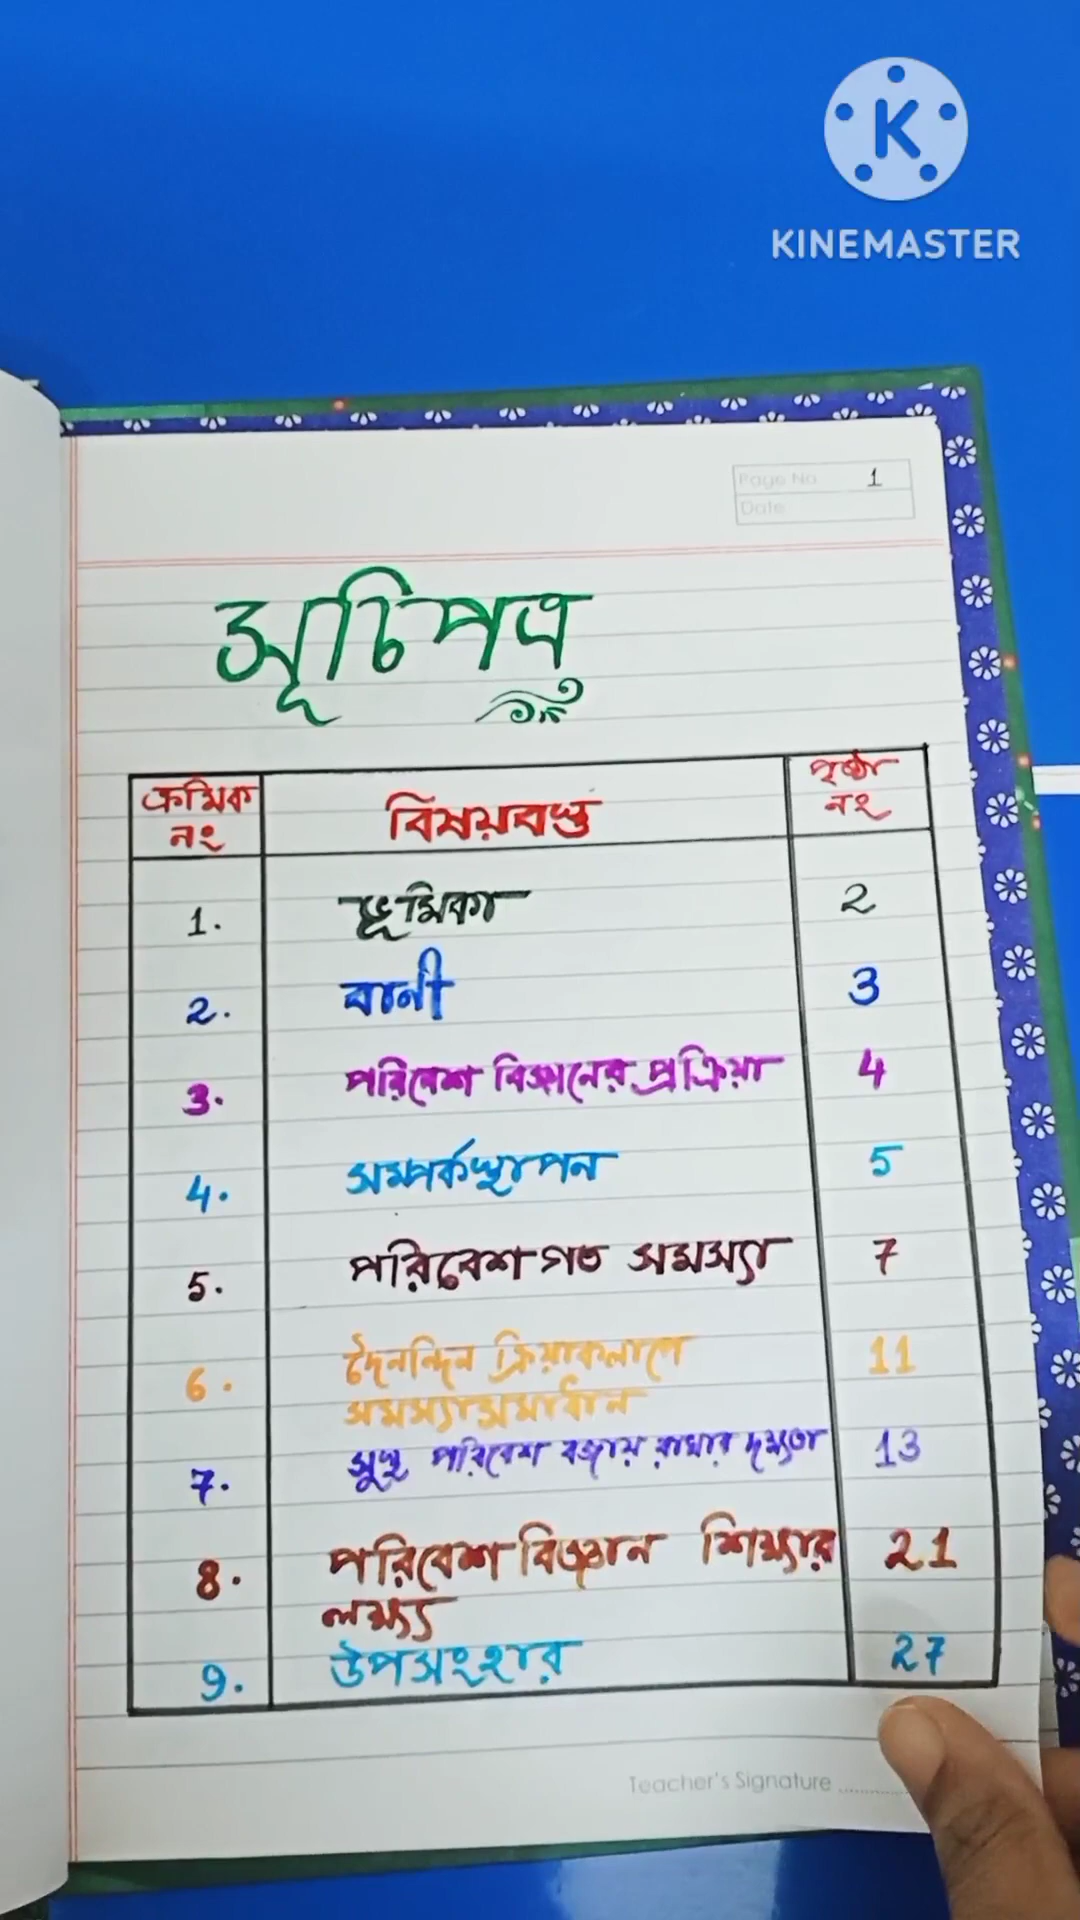 KINEMASTER
Page No 1
Date
সূচিপত্র
ক্রমিক নং বিষয়বস্তু পৃষ্ঠা নং
1. ভূমিকা 2
2. বানী 3
3. পরিবেশ বিজ্ঞানের প্রক্রিয়া 4
4. সম্পর্কস্থাপন 5
5. পরিবেশগত সমস্যা 7
6. দৈনন্দিন ক্রিয়াকলাপে 11
সমস্যাসমাধান
7. সুস্থ পরিবেশ বজায় রাখার দক্ষতা 13
8. পরিবেশ বিজ্ঞান শিক্ষার 21
লক্ষ্য
9. উপসংহার 27
Teacher's Signature ............